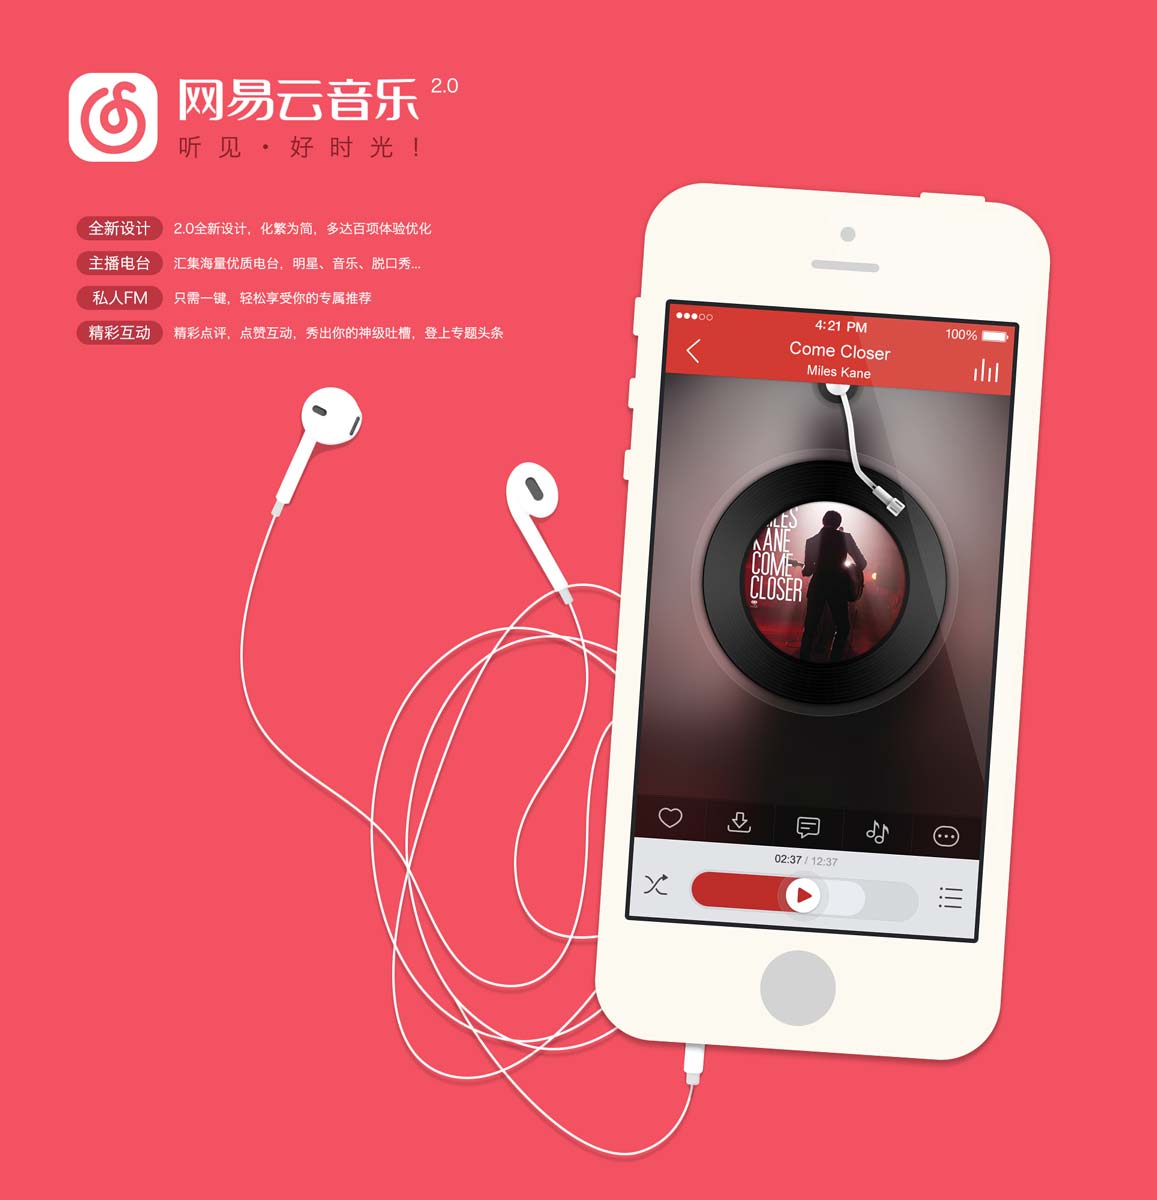 网易云音乐 2.0
听见·好时光!
全新设计 2.0全新设计，化繁为简，多达百项体验优化
主播电台 汇集海量优质电台，明星、音乐、脱口秀...
私人FM 只需一键，轻松享受你的专属推荐
精彩互动 精彩点评，点赞互动，秀出你的神级吐槽，登上专题头条
4:21 PM
100%
Come Closer
Miles Kane
MILES
KANE
COME
CLOSER
02:37 / 12:37